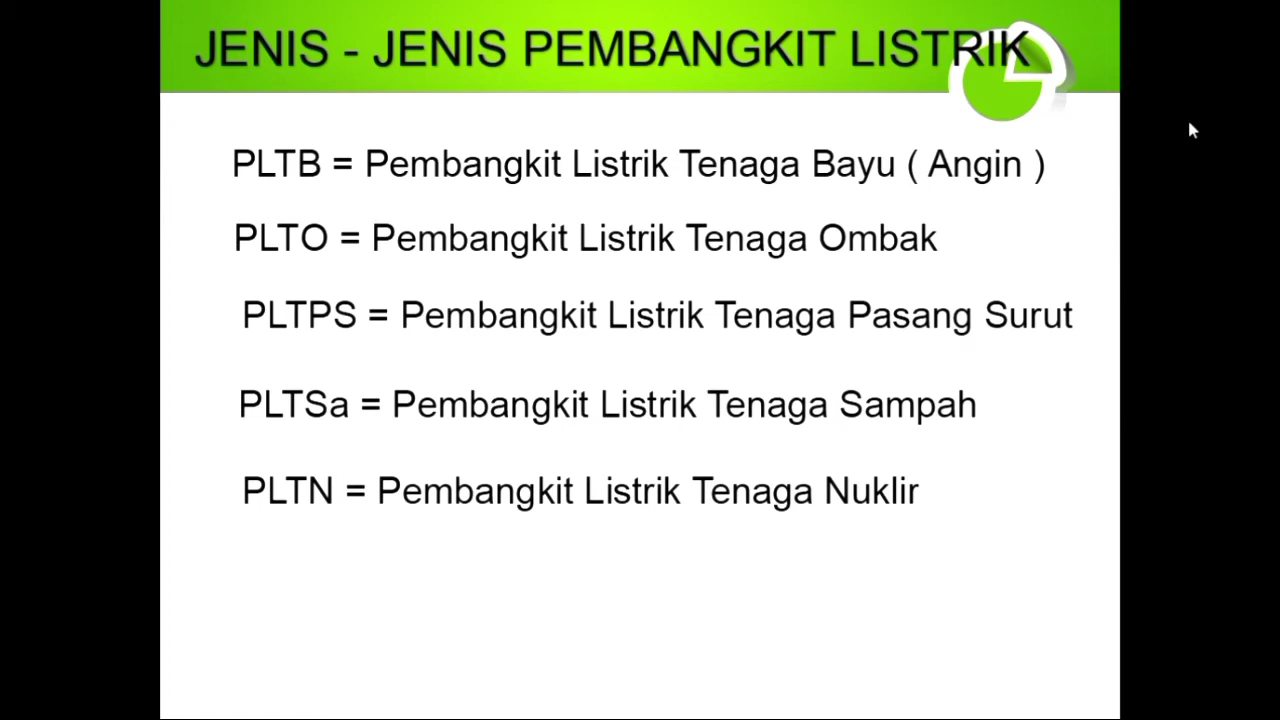 JENIS - JENIS PEMBANGKIT LISTRIK
PLTB = Pembangkit Listrik Tenaga Bayu ( Angin )
PLTO = Pembangkit Listrik Tenaga Ombak
PLTPS = Pembangkit Listrik Tenaga Pasang Surut
PLTSa = Pembangkit Listrik Tenaga Sampah
PLTN = Pembangkit Listrik Tenaga Nuklir